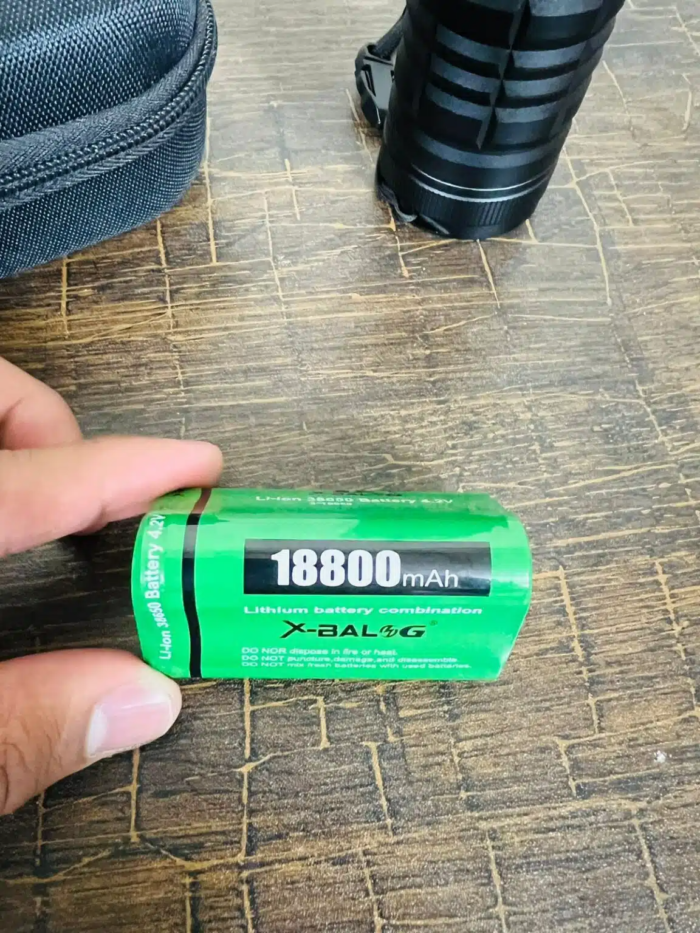 Li-ion 38650 Battery 4.2V
3*18650
Li-ion 38650 Battery 4.2V
18800mAh
Lithium battery combination
X-BALOG®
DO NOR dispose in fire or heat.
DO NOT puncture,damage,and disassemble.
DO NOT mix fresh batteries with used batteries.